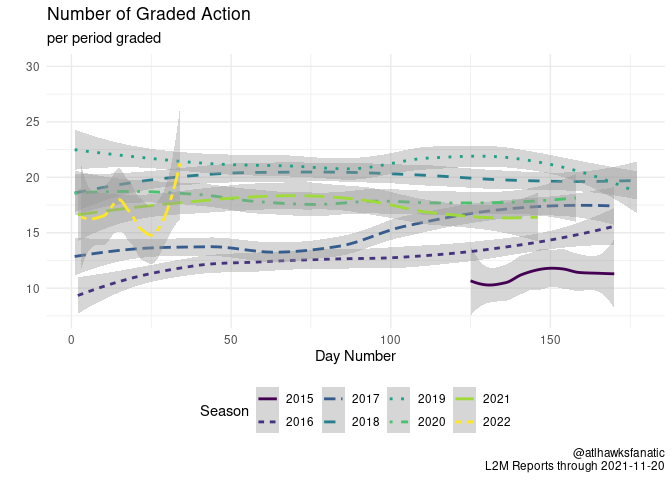 Number of Graded Action
per period graded
30
25
20
15
10
0 50 100 150
Day Number
Season
2015 2017 2019 2021
2016 2018 2020 2022
@atlhawksfanatic
L2M Reports through 2021-11-20